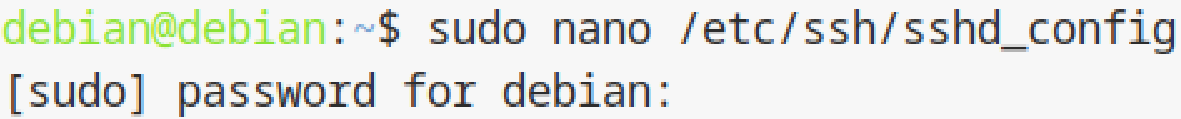 debian@debian:~$ sudo nano /etc/ssh/sshd_config
[sudo] password for debian: